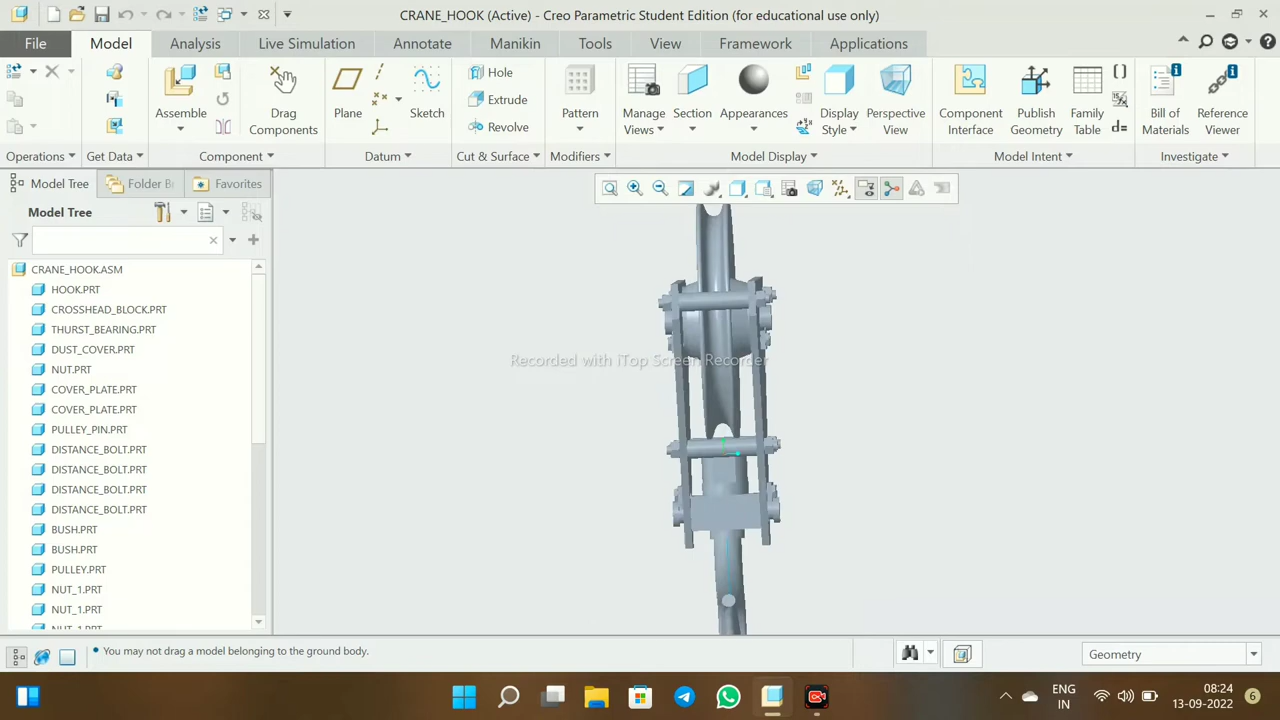 CRANE_HOOK (Active) - Creo Parametric Student Edition (for educational use only)
File Model Analysis Live Simulation Annotate Manikin Tools View Framework Applications
Assemble
Drag Components
Plane
Sketch
Hole
Extrude
Revolve
Pattern
Manage Views
Section
Appearances
Display Style
Perspective View
Component Interface
Publish Geometry
Family Table
Bill of Materials
Reference Viewer
Operations Get Data Component Datum Cut & Surface Modifiers Model Display Model Intent Investigate
Model Tree Folder B Favorites
Model Tree
CRANE_HOOK.ASM
HOOK.PRT
CROSSHEAD_BLOCK.PRT
THURST_BEARING.PRT
DUST_COVER.PRT
NUT.PRT
COVER_PLATE.PRT
COVER_PLATE.PRT
PULLEY_PIN.PRT
DISTANCE_BOLT.PRT
DISTANCE_BOLT.PRT
DISTANCE_BOLT.PRT
DISTANCE_BOLT.PRT
BUSH.PRT
BUSH.PRT
PULLEY.PRT
NUT_1.PRT
NUT_1.PRT
NUT_1.PRT
Recorded with iTop Screen Recorder
You may not drag a model belonging to the ground body.
Geometry
ENG
IN
08:24
13-09-2022
6